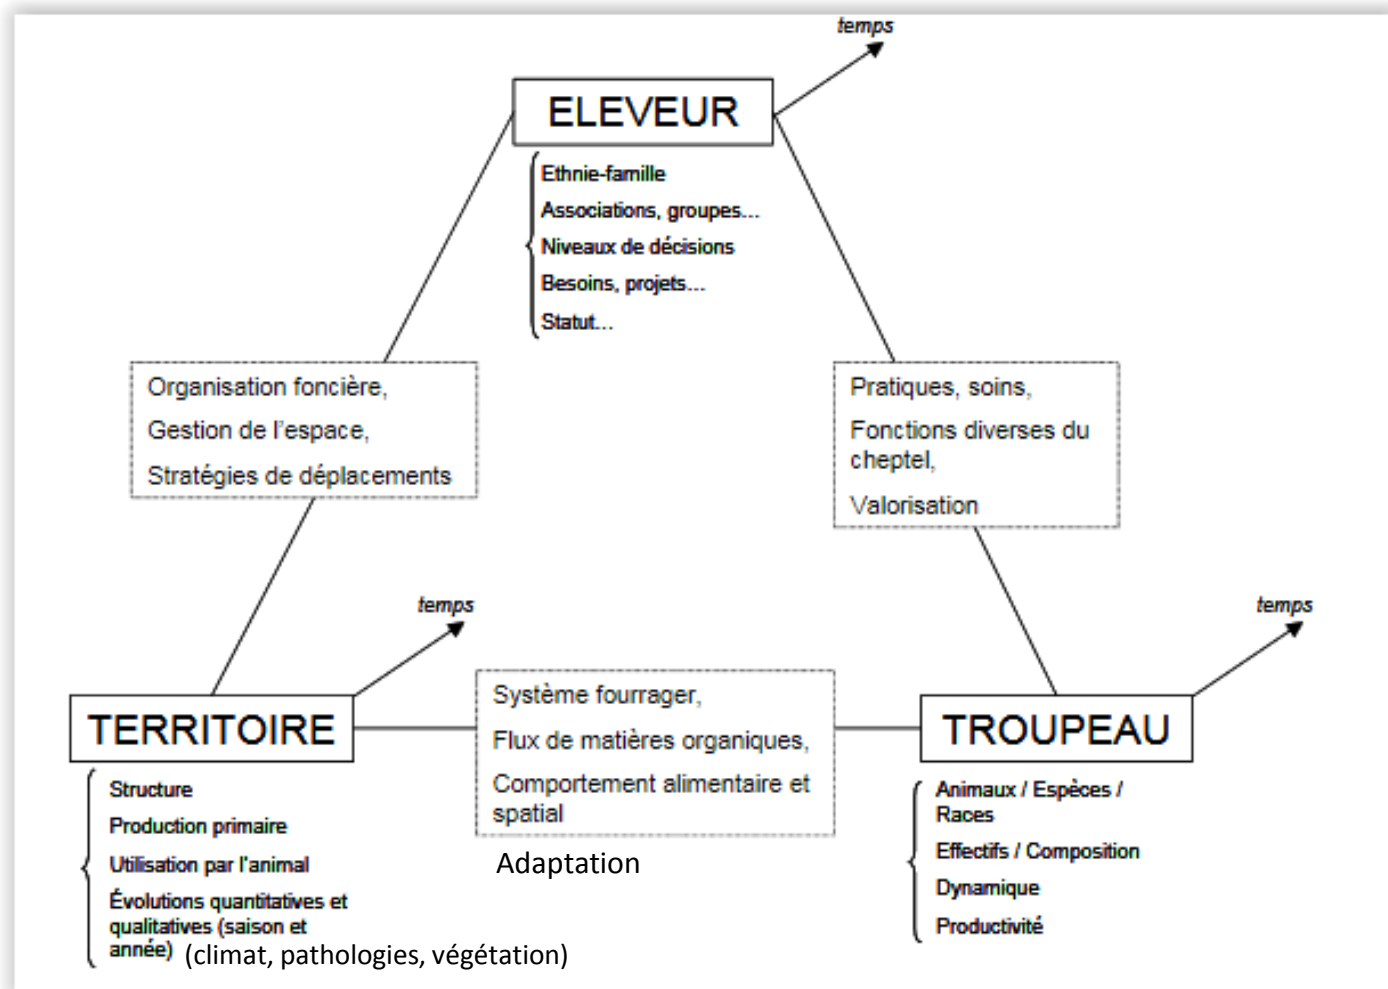 temps
ELEVEUR
Ethnie-famille
Associations, groupes...
Niveaux de décisions
Besoins, projets...
Statut...
Organisation foncière,
Gestion de l'espace,
Stratégies de déplacements
Pratiques, soins,
Fonctions diverses du
cheptel,
Valorisation
temps
temps
TERRITOIRE
Système fourrager,
Flux de matières organiques,
Comportement alimentaire et
spatial
TROUPEAU
Structure
Production primaire
Utilisation par l'animal
Évolutions quantitatives et
qualitatives (saison et
année) (climat, pathologies, végétation)
Adaptation
Animaux / Espèces /
Races
Effectifs / Composition
Dynamique
Productivité